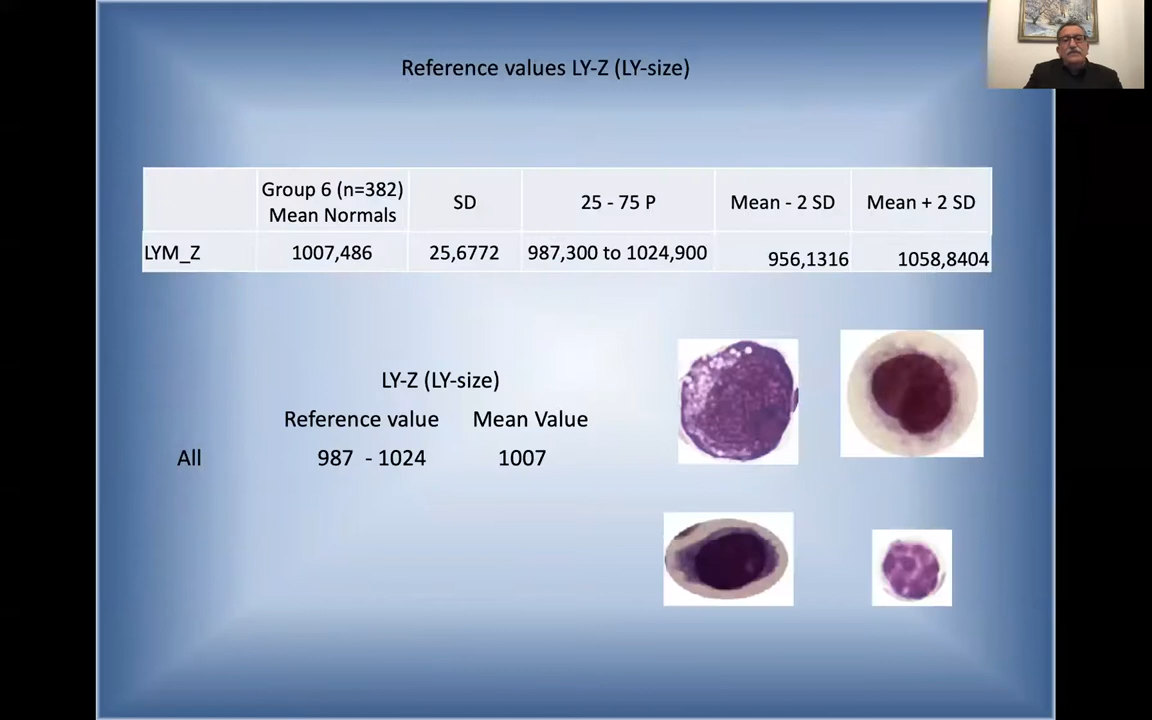 Reference values LY-Z (LY-size)
Group 6 (n=382)
Mean Normals
SD
25 - 75 P
Mean - 2 SD
Mean + 2 SD
LYM_Z
1007,486
25,6772
987,300 to 1024,900
956,1316
1058,8404
LY-Z (LY-size)
Reference value Mean Value
All 987 - 1024 1007